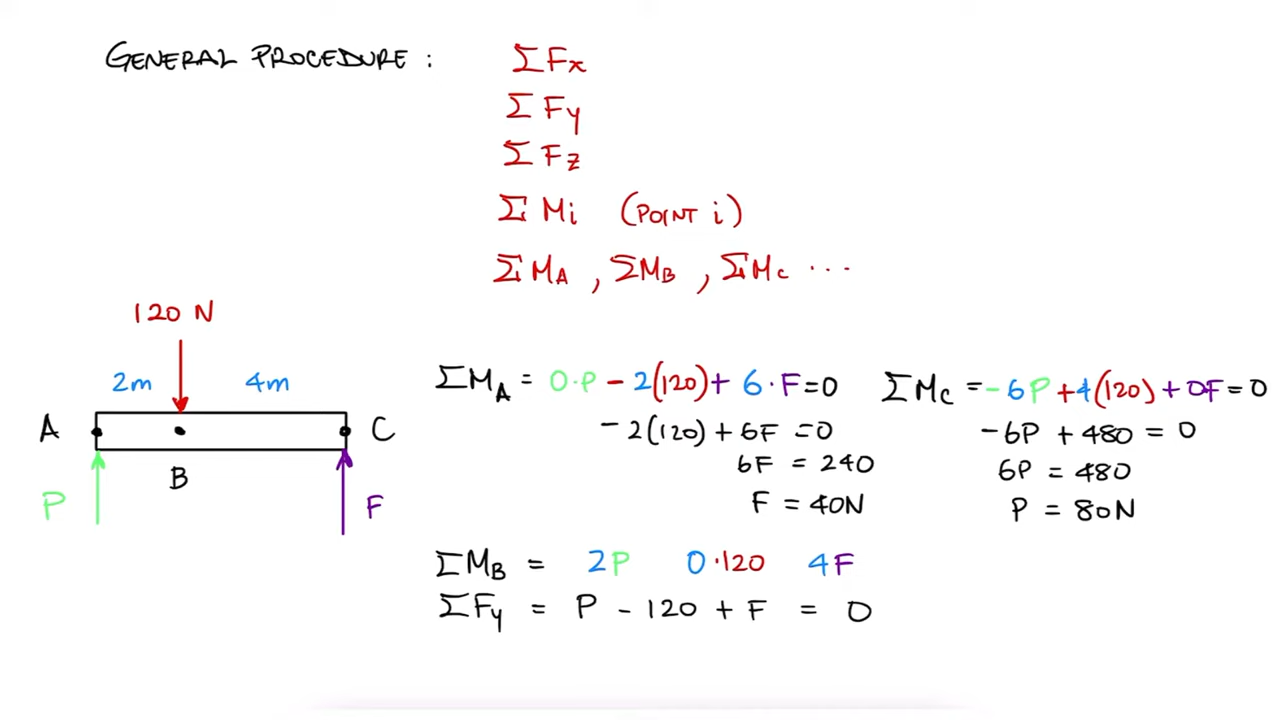 GENERAL PROCEDURE :
ΣFx
ΣFy
ΣFz
ΣMi (POINT i)
ΣMA , ΣMB , ΣMc ...
120 N
2m 4m
A C
B
P F
ΣMA = 0·P - 2(120) + 6·F = 0
-2(120) + 6F = 0
6F = 240
F = 40N
ΣMc = -6P + 4(120) + 0F = 0
-6P + 480 = 0
6P = 480
P = 80N
ΣMB = 2P 0·120 4F
ΣFy = P - 120 + F = 0